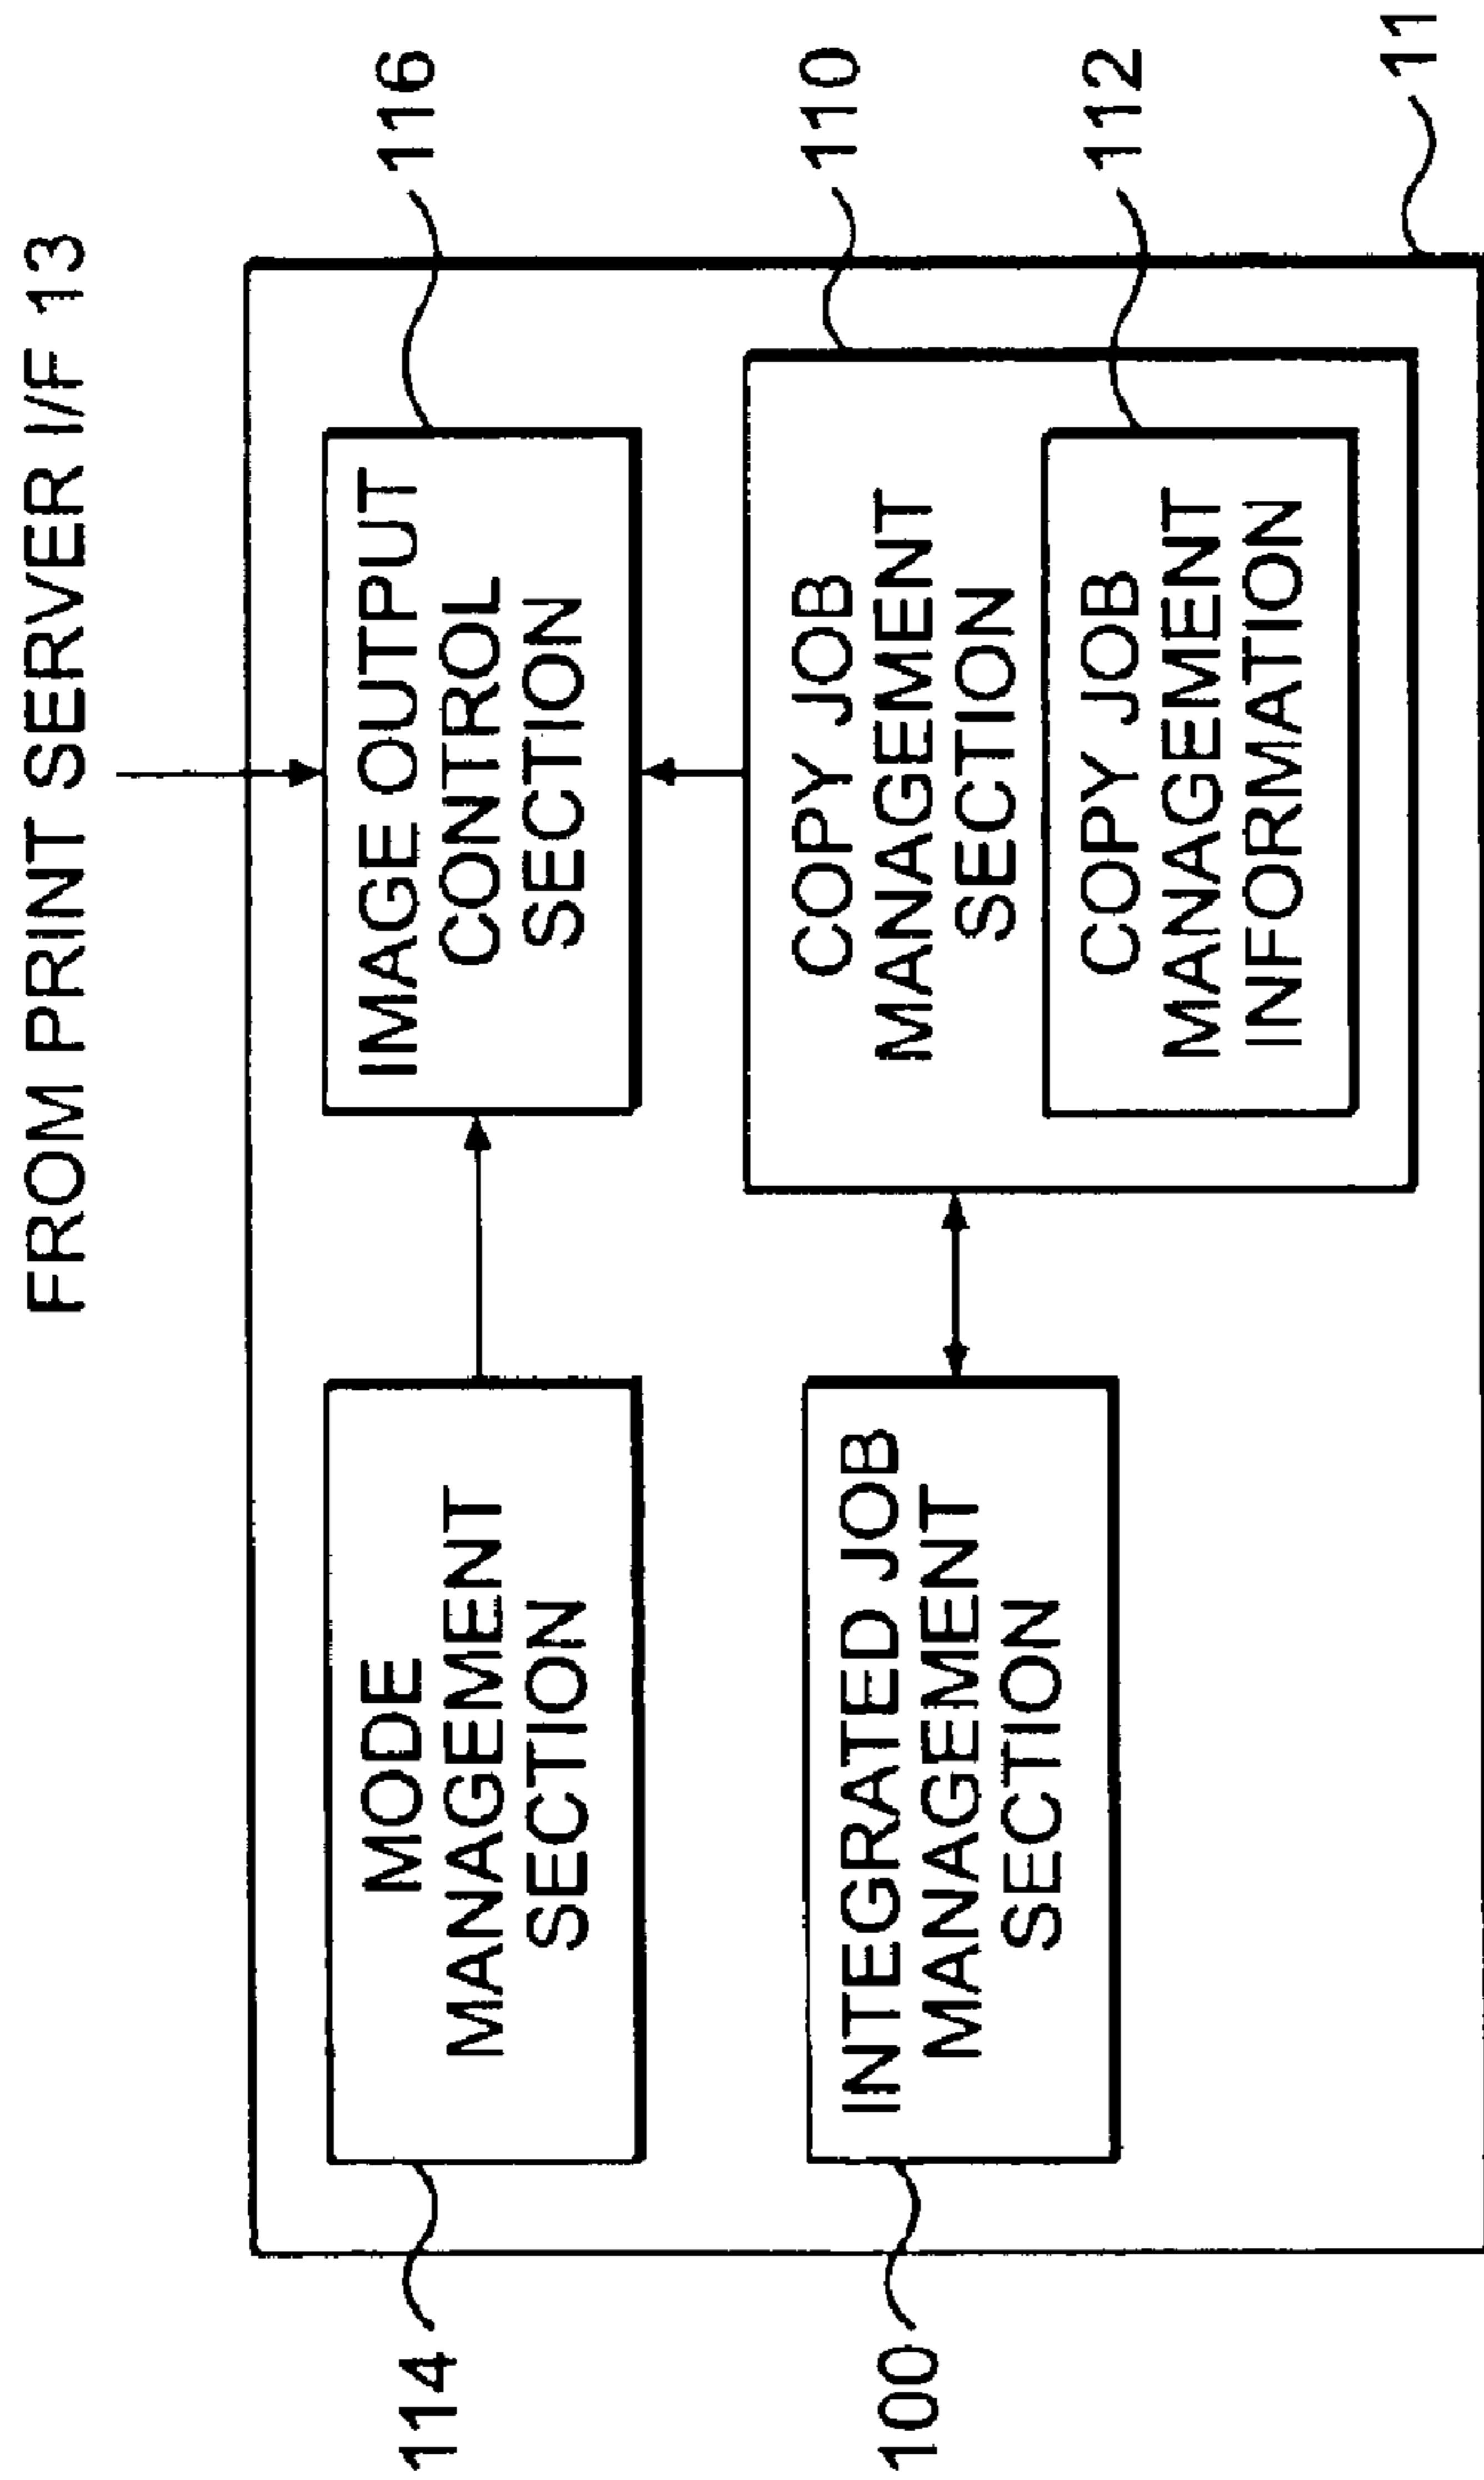 FROM PRINT SERVER I/F 13
114
MODE
MANAGEMENT
SECTION
IMAGE OUTPUT
CONTROL
SECTION
116
100
INTEGRATED JOB
MANAGEMENT
SECTION
COPY JOB
MANAGEMENT
SECTION
110
COPY JOB
MANAGEMENT
INFORMATION
112
11